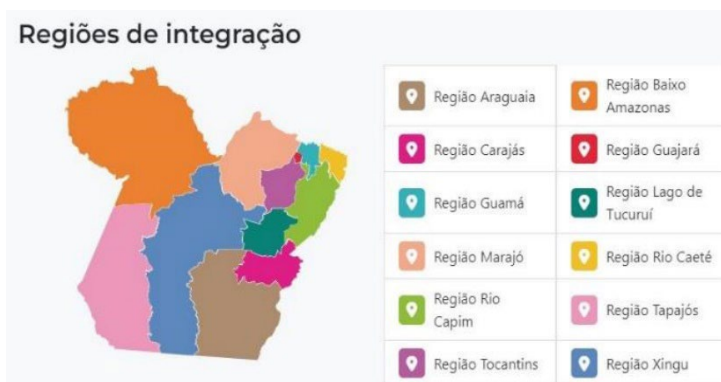 Regiões de integração
Região Araguaia
Região Baixo
Amazonas
Região Carajás
Região Guajará
Região Guamá
Região Lago de
Tucuruí
Região Marajó
Região Rio Caeté
Região Rio
Capim
Região Tapajós
Região Tocantins
Região Xingu